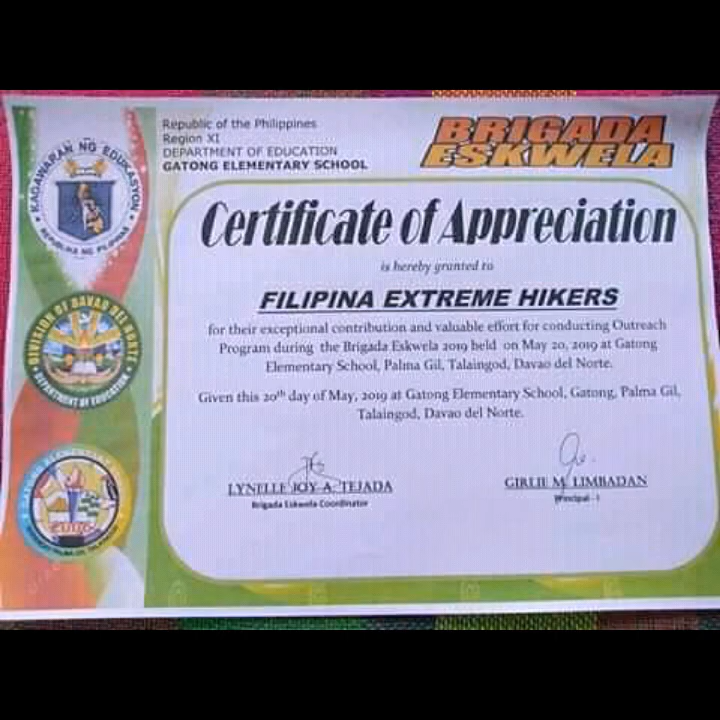 Republic of the Philippines
Region XI
DEPARTMENT OF EDUCATION
GATONG ELEMENTARY SCHOOL
BRIGADA
ESKWELA
KAGAWARAN NG EDUKASYON
REPUBLIKA NG PILIPINAS
Certificate of Appreciation
is hereby granted to
FILIPINA EXTREME HIKERS
for their exceptional contribution and valuable effort for conducting Outreach
Program during the Brigada Eskwela 2019 held on May 20, 2019 at Gatong
Elementary School, Palma Gil, Talaingod, Davao del Norte.
Given this 20th day of May, 2019 at Gatong Elementary School, Gatong, Palma Gil,
Talaingod, Davao del Norte.
DIVISION OF DAVAO DEL NORTE
DEPARTMENT OF EDUCATION
GATONG ELEMENTARY
2006
LYNELLE JOY A. TEJADA
Brigada Eskwela Coordinator
GIRLIE M. LIMBADAN
Principal - I